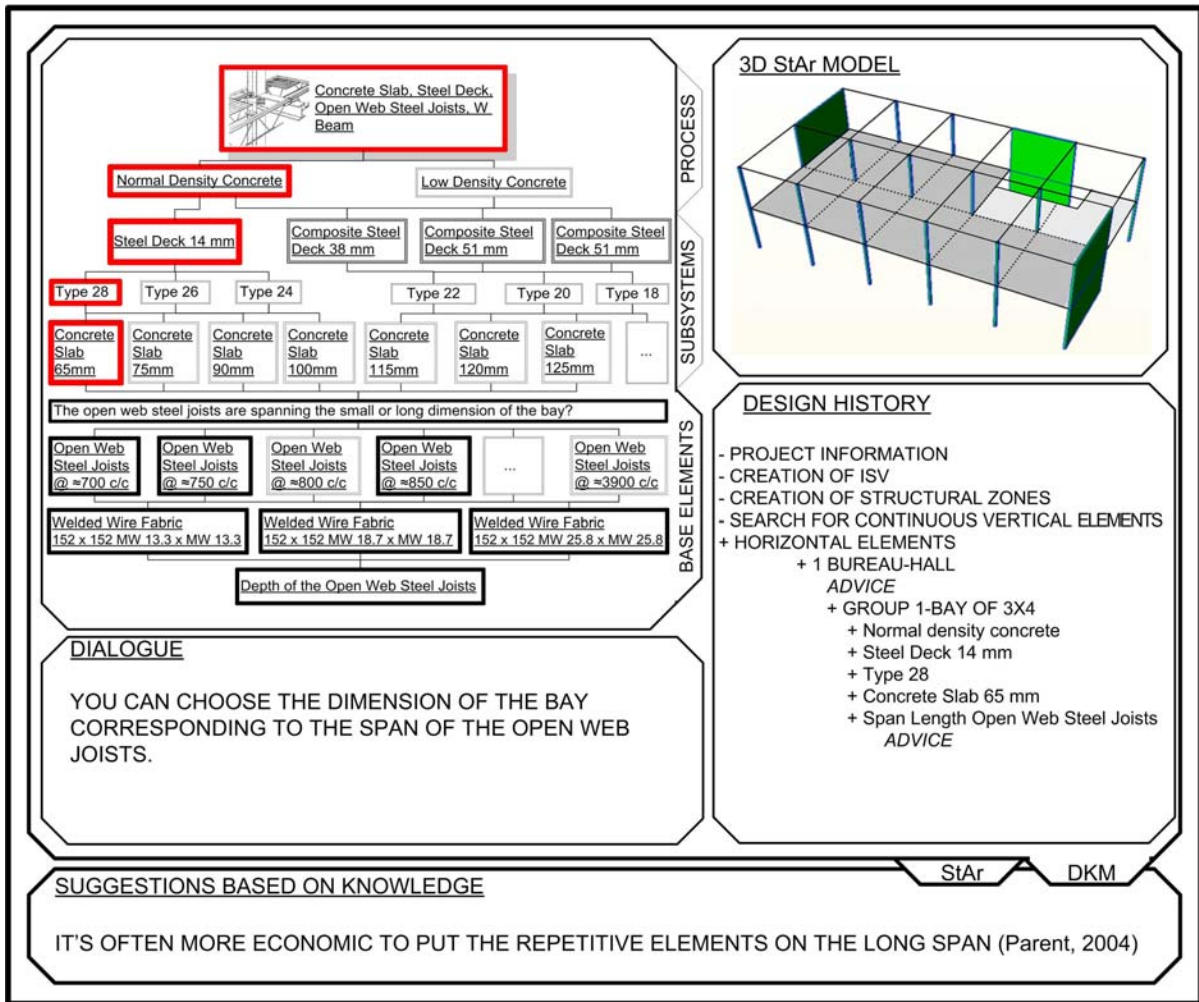 Concrete Slab, Steel Deck,
Open Web Steel Joists, W
Beam
Normal Density Concrete
Low Density Concrete
Steel Deck 14 mm
Composite Steel
Deck 38 mm
Composite Steel
Deck 51 mm
Composite Steel
Deck 51 mm
Type 28
Type 26
Type 24
Type 22
Type 20
Type 18
Concrete
Slab
65mm
Concrete
Slab
75mm
Concrete
Slab
90mm
Concrete
Slab
100mm
Concrete
Slab
115mm
Concrete
Slab
120mm
Concrete
Slab
125mm
...
The open web steel joists are spanning the small or long dimension of the bay?
Open Web
Steel Joists
@ ≈700 c/c
Open Web
Steel Joists
@ ≈750 c/c
Open Web
Steel Joists
@ ≈800 c/c
Open Web
Steel Joists
@ ≈850 c/c
...
Open Web
Steel Joists
@ ≈3900 c/c
Welded Wire Fabric
152 x 152 MW 13.3 x MW 13.3
Welded Wire Fabric
152 x 152 MW 18.7 x MW 18.7
Welded Wire Fabric
152 x 152 MW 25.8 x MW 25.8
Depth of the Open Web Steel Joists
PROCESS
SUBSYSTEMS
BASE ELEMENTS
3D StAr MODEL
DESIGN HISTORY
- PROJECT INFORMATION
- CREATION OF ISV
- CREATION OF STRUCTURAL ZONES
- SEARCH FOR CONTINUOUS VERTICAL ELEMENTS
+ HORIZONTAL ELEMENTS
+ 1 BUREAU-HALL
ADVICE
+ GROUP 1-BAY OF 3X4
+ Normal density concrete
+ Steel Deck 14 mm
+ Type 28
+ Concrete Slab 65 mm
+ Span Length Open Web Steel Joists
ADVICE
DIALOGUE
YOU CAN CHOOSE THE DIMENSION OF THE BAY
CORRESPONDING TO THE SPAN OF THE OPEN WEB
JOISTS.
StAr
DKM
SUGGESTIONS BASED ON KNOWLEDGE
IT'S OFTEN MORE ECONOMIC TO PUT THE REPETITIVE ELEMENTS ON THE LONG SPAN (Parent, 2004)